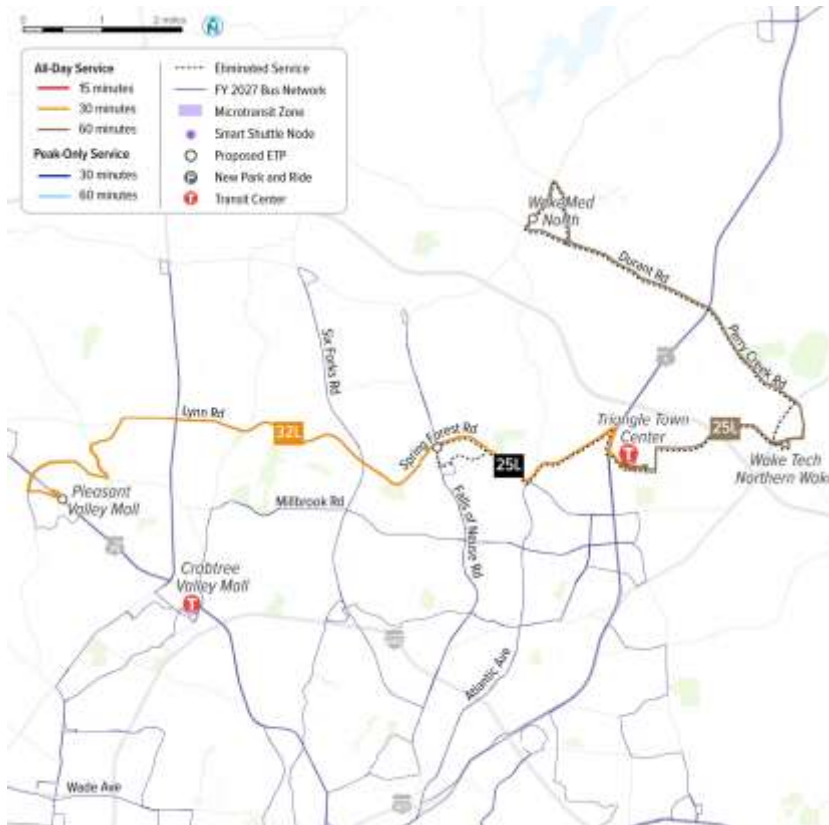 0 1 2 miles
N
All-Day Service
15 minutes
30 minutes
60 minutes
Peak-Only Service
30 minutes
60 minutes
Eliminated Service
FY 2027 Bus Network
Microtransit Zone
Smart Shuttle Node
Proposed ETP
P New Park and Ride
T Transit Center
WakeMed
North
Durant Rd
Perry Creek Rd
Six Forks Rd
Lynn Rd
32L
Spring Forest Rd
25L
Triangle Town
Center
T
25L
Wake Tech
Northern Wake
Pleasant
Valley Mall
Millbrook Rd
Falls of Neuse Rd
Crabtree
Valley Mall
T
Atlantic Ave
Wade Ave